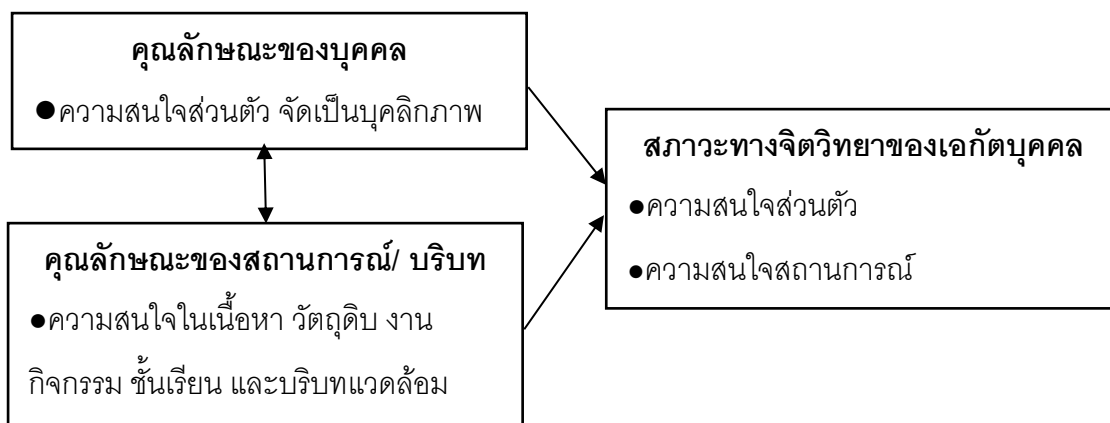 คุณลักษณะของบุคคล
●ความสนใจส่วนตัว จัดเป็นบุคลิกภาพ
คุณลักษณะของสถานการณ์/ บริบท
●ความสนใจในเนื้อหา วัตถุดิบ งาน
กิจกรรม ชั้นเรียน และบริบทแวดล้อม
สภาวะทางจิตวิทยาของเอกัตบุคคล
●ความสนใจส่วนตัว
●ความสนใจสถานการณ์